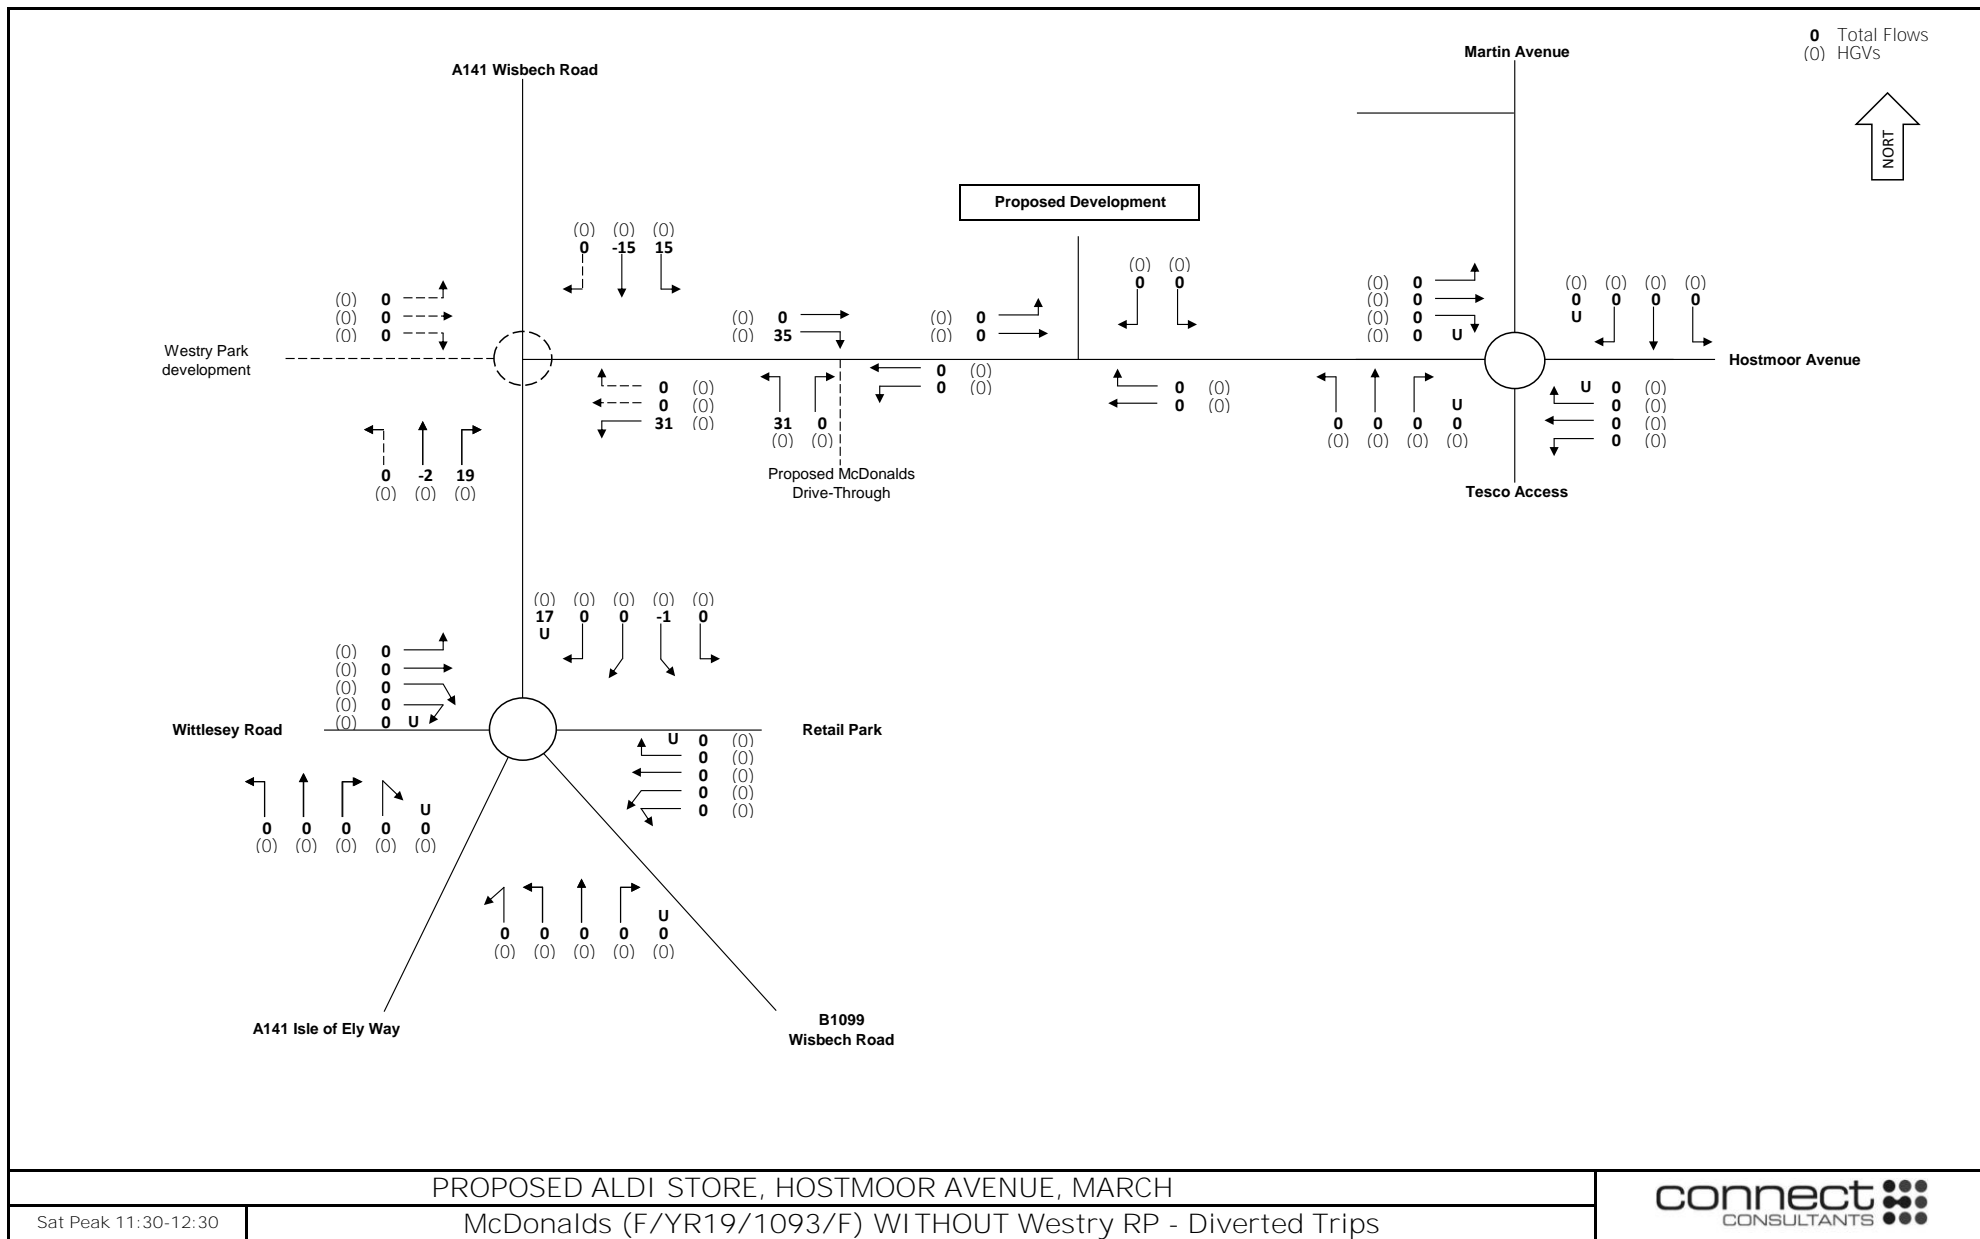 0 Total Flows
(0) HGVs
NORT
A141 Wisbech Road
Martin Avenue
Proposed Development
(0) (0) (0)
0 -15 15
(0) 0
(0) 0
(0) 0
Westry Park
development
0 (0)
0 (0)
31 (0)
0 -2 19
(0) (0) (0)
(0) 0
(0) 35
31 0
(0) (0)
Proposed McDonalds
Drive-Through
(0) 0
(0) 0
0 (0)
0 (0)
(0) (0)
0 0
0 (0)
0 (0)
(0) 0
(0) 0
(0) 0
(0) 0 U
(0) (0) (0) (0)
0 0 0 0
U
Hostmoor Avenue
U
0 0 0 0
(0) (0) (0) (0)
U 0 (0)
0 (0)
0 (0)
0 (0)
Tesco Access
(0) (0) (0) (0) (0)
17 0 0 -1 0
U
(0) 0
(0) 0
(0) 0
(0) 0
(0) 0 U
Wittlesey Road
Retail Park
U 0 (0)
0 (0)
0 (0)
0 (0)
0 (0)
U
0 0 0 0 0
(0) (0) (0) (0) (0)
U
0 0 0 0 0
(0) (0) (0) (0) (0)
A141 Isle of Ely Way
B1099
Wisbech Road
PROPOSED ALDI STORE, HOSTMOOR AVENUE, MARCH
Sat Peak 11:30-12:30
McDonalds (F/YR19/1093/F) WITHOUT Westry RP - Diverted Trips
connect
CONSULTANTS